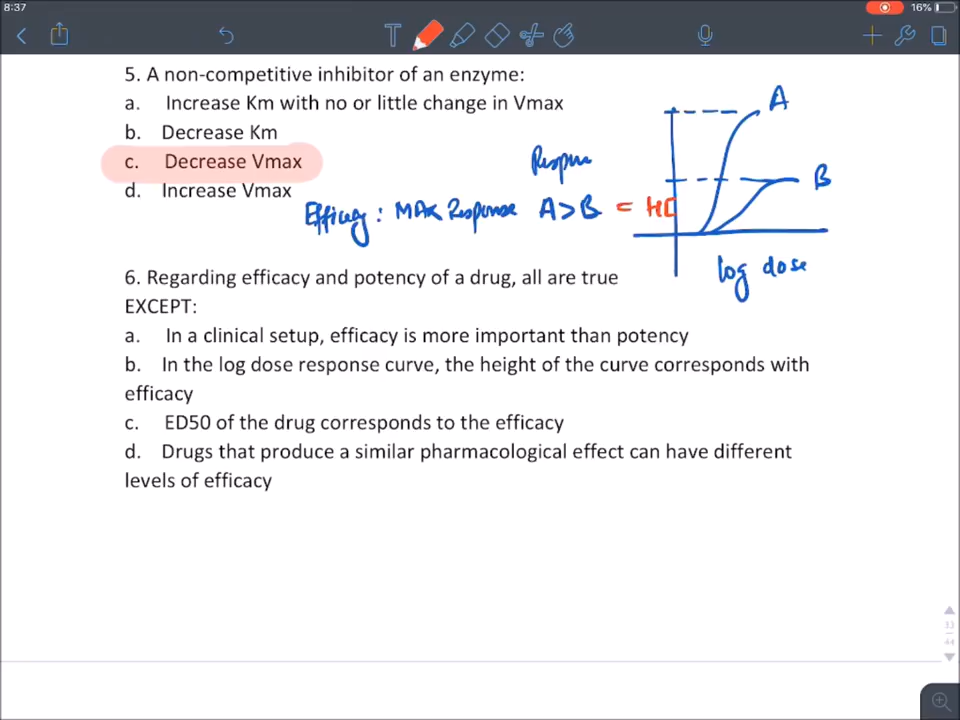 8:37
16%
T
5. A non-competitive inhibitor of an enzyme:
a. Increase Km with no or little change in Vmax
b. Decrease Km
c. Decrease Vmax
d. Increase Vmax
A
B
Efficacy : MAX Response A > B =
log dose
6. Regarding efficacy and potency of a drug, all are true
EXCEPT:
a. In a clinical setup, efficacy is more important than potency
b. In the log dose response curve, the height of the curve corresponds with
efficacy
c. ED50 of the drug corresponds to the efficacy
d. Drugs that produce a similar pharmacological effect can have different
levels of efficacy